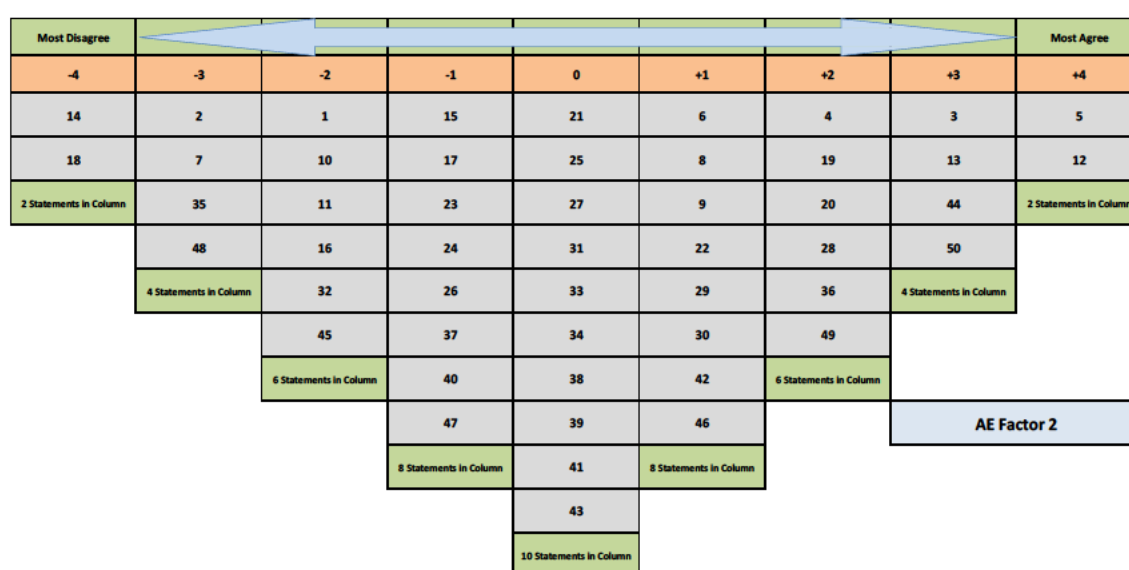 Most Disagree Most Agree
-4 -3 -2 -1 0 +1 +2 +3 +4
14 2 1 15 21 6 4 3 5
18 7 10 17 25 8 19 13 12
2 Statements in Column 35 11 23 27 9 20 44 2 Statements in Column
48 16 24 31 22 28 50
4 Statements in Column 32 26 33 29 36 4 Statements in Column
45 37 34 30 49
6 Statements in Column 40 38 42 6 Statements in Column
47 39 46 AE Factor 2
8 Statements in Column 41 8 Statements in Column
43
10 Statements in Column